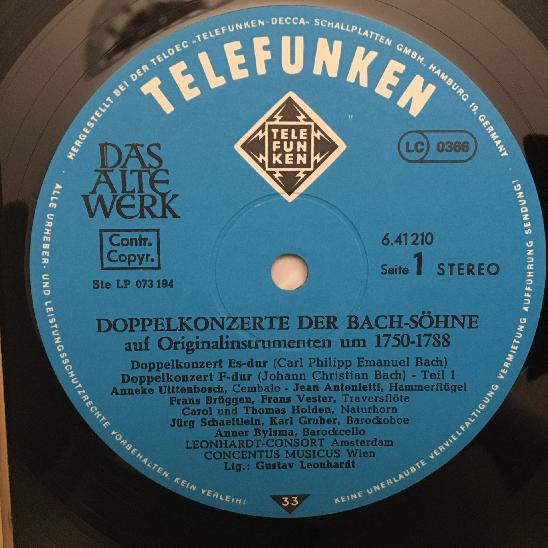 HERGESTELLT BEI DER TELDEC »TELEFUNKEN-DECCA« SCHALLPLATTEN GMBH., HAMBURG 19, GERMANY
TELEFUNKEN
TELE
FUN
KEN
LC 0366
DAS
ALTE
WERK
Contr.
Copyr.
Ste LP 073 194
6.41210
Seite 1 STEREO
DOPPELKONZERTE DER BACH-SÖHNE
auf Originalinstrumenten um 1750-1788
Doppelkonzert Es-dur (Carl Philipp Emanuel Bach)
Doppelkonzert F-dur (Johann Christian Bach) - Teil 1
Anneke Uittenbosch, Cembalo - Jean Antonietti, Hammerflügel
Frans Brüggen, Frans Vester, Traversflöte
Carol und Thomas Holden, Naturhorn
Jürg Schaeftlein, Karl Gruber, Barockoboe
Anner Bylsma, Barockcello
LEONHARDT-CONSORT Amsterdam
CONCENTUS MUSICUS Wien
Ltg.: Gustav Leonhardt
33
ALLE URHEBER- UND LEISTUNGSSCHUTZRECHTE VORBEHALTEN. KEIN VERLEIH! KEINE UNERLAUBTE VERVIELFÄLTIGUNG, VERMIETUNG, AUFFÜHRUNG, SENDUNG!